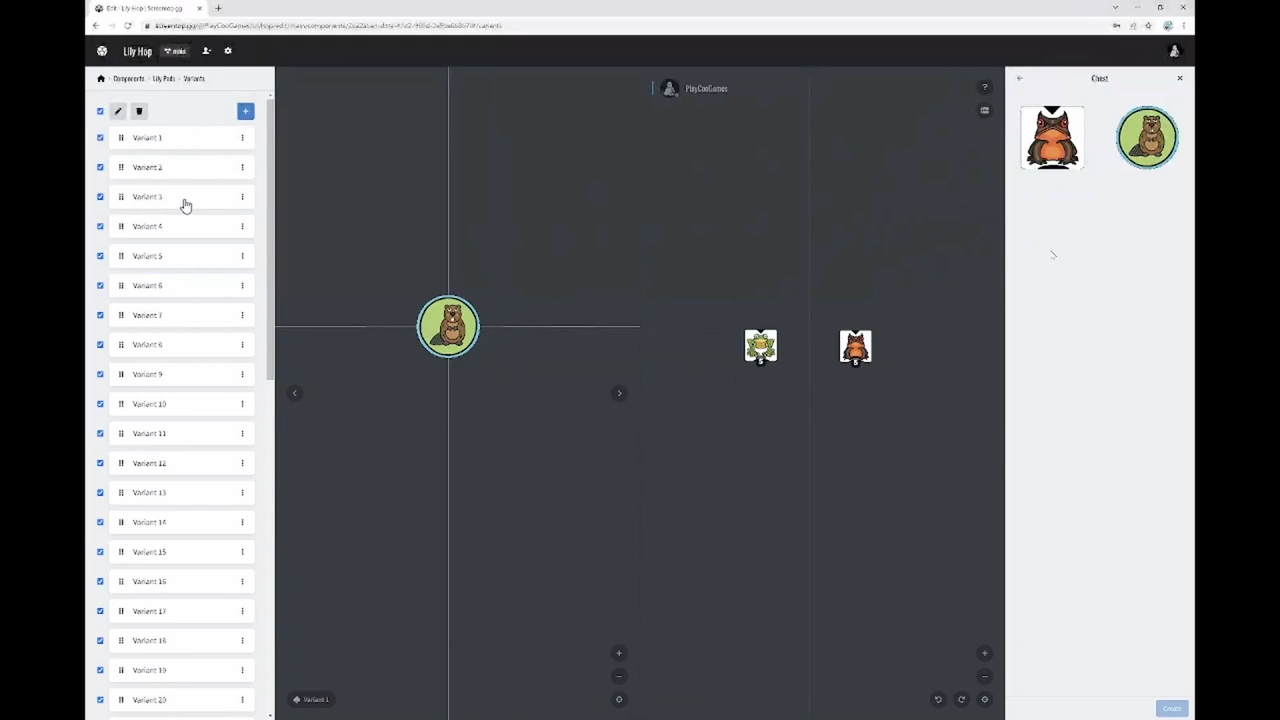 Edit · Lily Hop · Screentop.gg
Lily Hop
PlayCooGames
Components
Lily Pads
Variants
Chest
Variant 1
Variant 2
Variant 3
Variant 4
Variant 5
Variant 6
Variant 7
Variant 8
Variant 9
Variant 10
Variant 11
Variant 12
Variant 13
Variant 14
Variant 15
Variant 16
Variant 17
Variant 18
Variant 19
Variant 20
5
5
Variant 1
Create